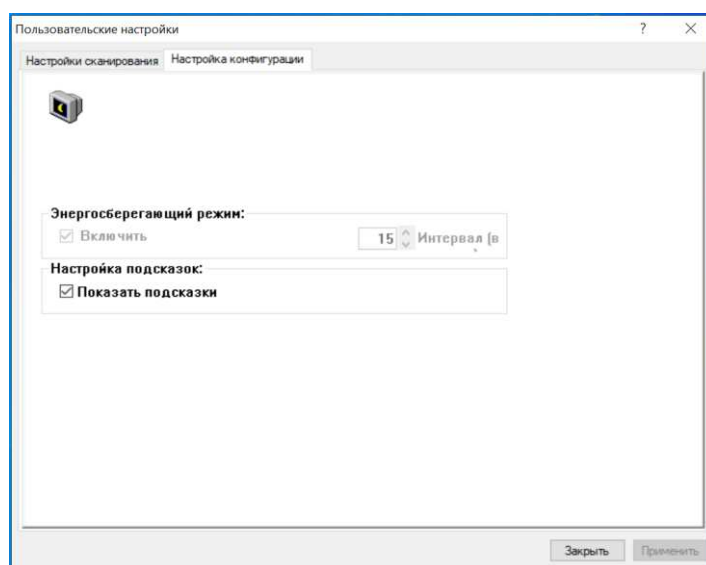 Пользовательские настройки
Настройки сканирования Настройка конфигурации
Энергосберегающий режим:
Включить 15 Интервал (в
Настройка подсказок:
Показать подсказки
Закрыть Применить